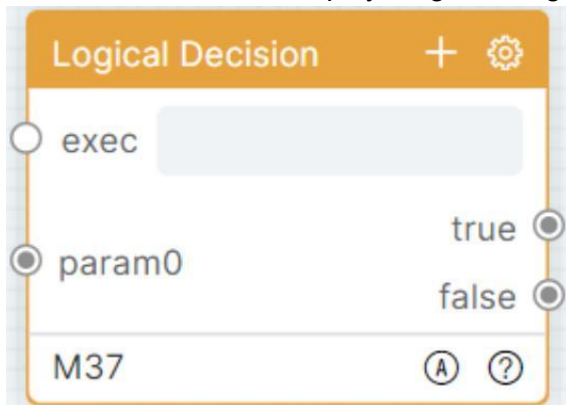 Logical Decision
exec
true
param0
false
M37
A ?